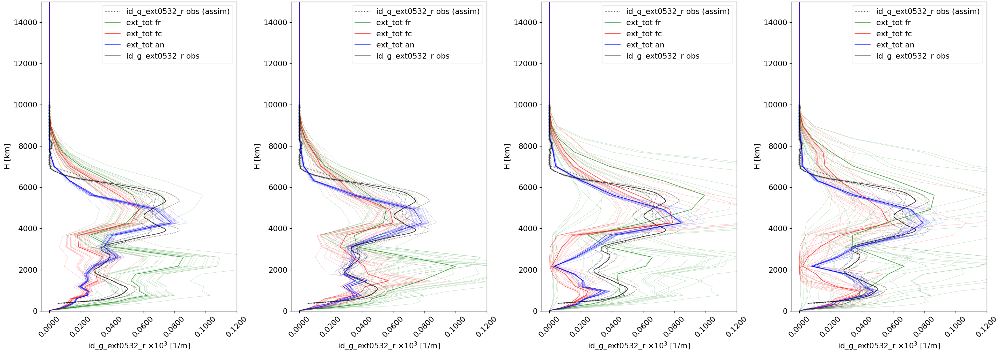 id_g_ext0532_r obs (assim)
ext_tot fr
ext_tot fc
ext_tot an
id_g_ext0532_r obs
14000
12000
10000
8000
6000
4000
2000
0
H [km]
0.0000 0.0200 0.0400 0.0600 0.0800 0.1000 0.1200
id_g_ext0532_r ×10³ [1/m]
id_g_ext0532_r obs (assim)
ext_tot fr
ext_tot fc
ext_tot an
id_g_ext0532_r obs
14000
12000
10000
8000
6000
4000
2000
0
H [km]
0.0000 0.0200 0.0400 0.0600 0.0800 0.1000 0.1200
id_g_ext0532_r ×10³ [1/m]
id_g_ext0532_r obs (assim)
ext_tot fr
ext_tot fc
ext_tot an
id_g_ext0532_r obs
14000
12000
10000
8000
6000
4000
2000
0
H [km]
0.0000 0.0200 0.0400 0.0600 0.0800 0.1000 0.1200
id_g_ext0532_r ×10³ [1/m]
id_g_ext0532_r obs (assim)
ext_tot fr
ext_tot fc
ext_tot an
id_g_ext0532_r obs
14000
12000
10000
8000
6000
4000
2000
0
H [km]
0.0000 0.0200 0.0400 0.0600 0.0800 0.1000 0.1200
id_g_ext0532_r ×10³ [1/m]